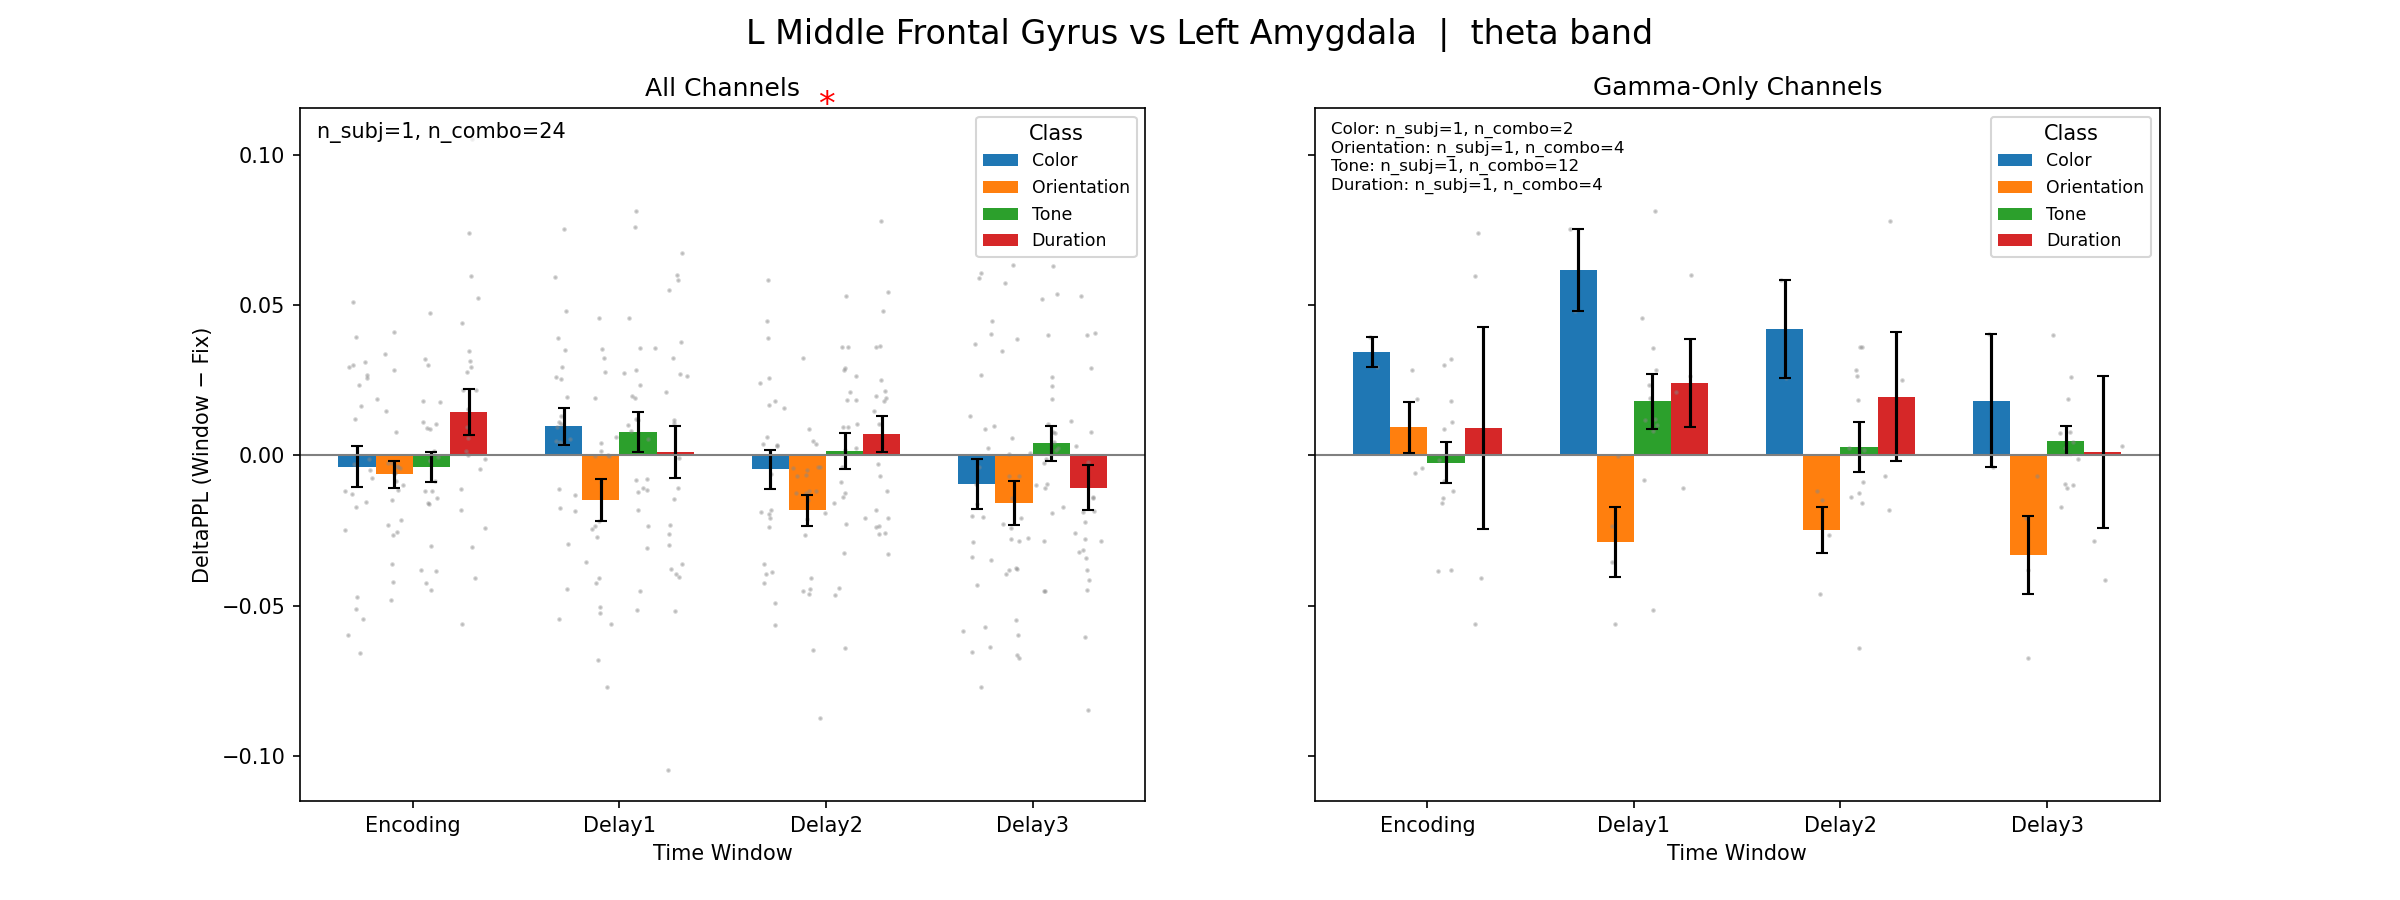 L Middle Frontal Gyrus vs Left Amygdala | theta band
All Channels
*
n_subj=1, n_combo=24
Class
Color
Orientation
Tone
Duration
0.10
0.05
0.00
−0.05
−0.10
DeltaPPL (Window − Fix)
Encoding
Delay1
Delay2
Delay3
Time Window
Gamma-Only Channels
Color: n_subj=1, n_combo=2
Orientation: n_subj=1, n_combo=4
Tone: n_subj=1, n_combo=12
Duration: n_subj=1, n_combo=4
Class
Color
Orientation
Tone
Duration
Encoding
Delay1
Delay2
Delay3
Time Window